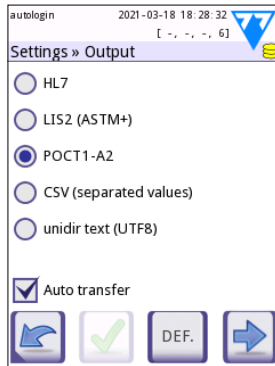 autologin 2021-03-18 18:28:32
[ -, -, -, 6]
Settings » Output
HL7
LIS2 (ASTM+)
POCT1-A2
CSV (separated values)
unidir text (UTF8)
Auto transfer
DEF.